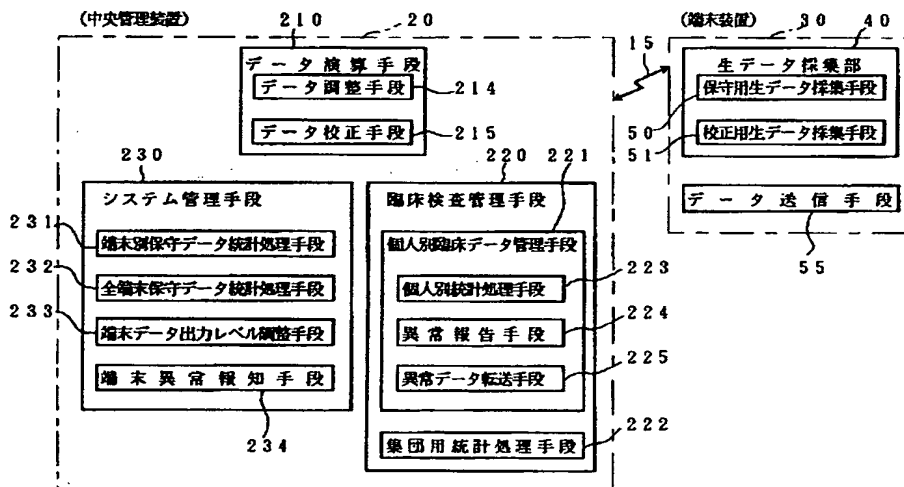 (中央管理装置)
210
20
(端末装置)
30
40
15
データ演算手段
データ調整手段
214
データ校正手段
215
生データ採集部
保守用生データ採集手段
50
校正用生データ採集手段
51
データ送信手段
55
230
システム管理手段
231
端末別保守データ統計処理手段
232
全端末保守データ統計処理手段
233
端末データ出力レベル調整手段
端末異常報知手段
234
220
221
臨床検査管理手段
個人別臨床データ管理手段
223
個人別統計処理手段
224
異常報告手段
225
異常データ転送手段
集団用統計処理手段
222